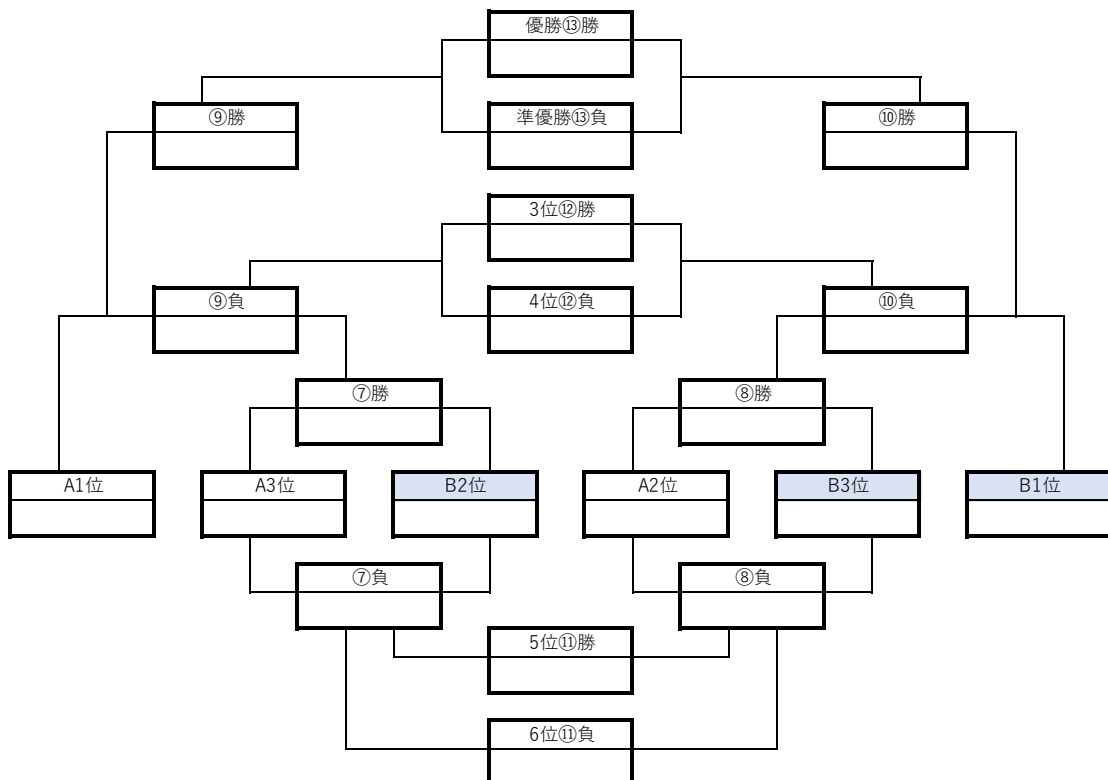 優勝⑬勝
⑨勝
準優勝⑬負
⑩勝
3位⑫勝
⑨負
4位⑫負
⑩負
⑦勝
⑧勝
A1位
A3位
B2位
A2位
B3位
B1位
⑦負
⑧負
5位⑪勝
6位⑪負